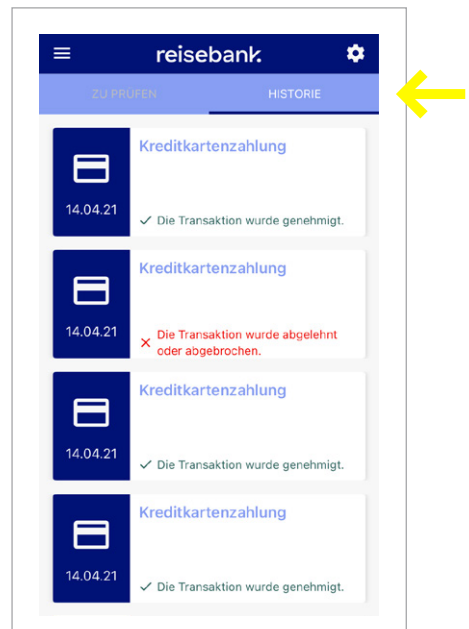 reisebank.
ZU PRÜFEN HISTORIE
Kreditkartenzahlung
14.04.21
Die Transaktion wurde genehmigt.
Kreditkartenzahlung
14.04.21
Die Transaktion wurde abgelehnt
oder abgebrochen.
Kreditkartenzahlung
14.04.21
Die Transaktion wurde genehmigt.
Kreditkartenzahlung
14.04.21
Die Transaktion wurde genehmigt.